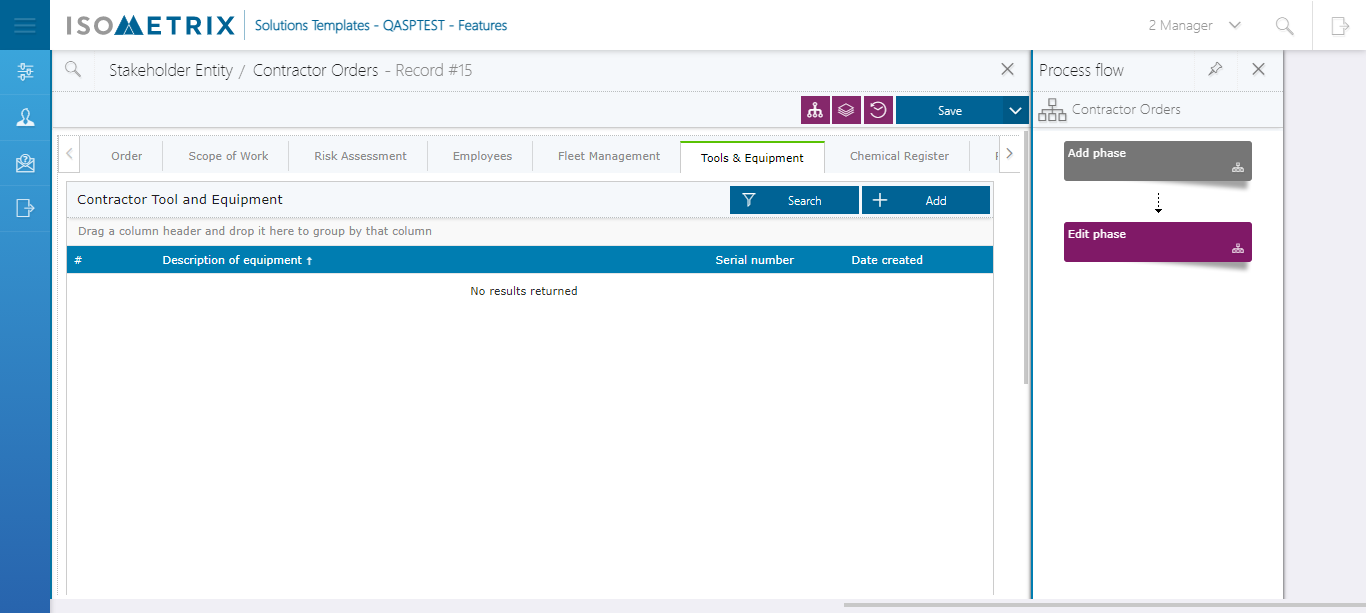 ISOMETRIX Solutions Templates - QASPTEST - Features
2 Manager
Stakeholder Entity / Contractor Orders - Record #15
Process flow
Save
Contractor Orders
Order Scope of Work Risk Assessment Employees Fleet Management Tools & Equipment Chemical Register
Add phase
Contractor Tool and Equipment
Search Add
Drag a column header and drop it here to group by that column
Edit phase
# Description of equipment ↑ Serial number Date created
No results returned